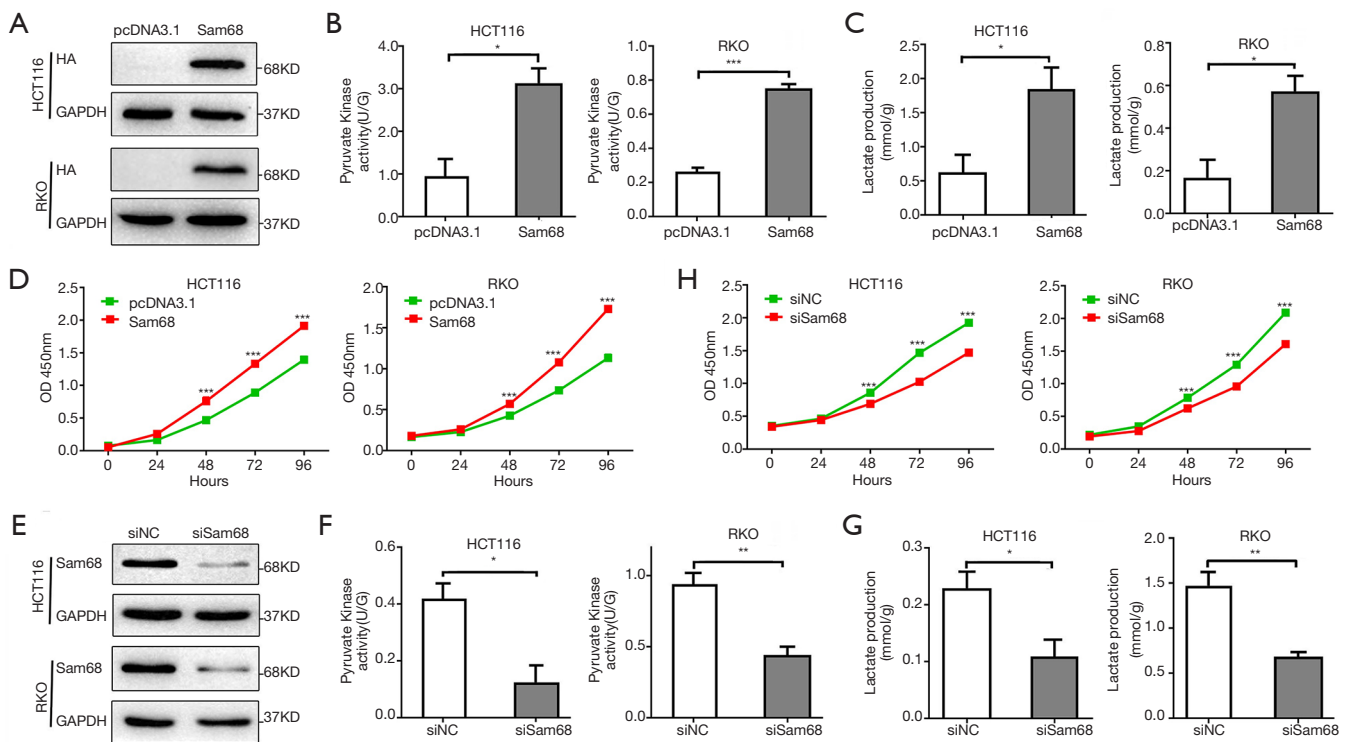 A
pcDNA3.1 Sam68
HCT116
HA
68KD
GAPDH
37KD
RKO
HA
68KD
GAPDH
37KD
B
HCT116
*
Pyruvate Kinase
activity(U/G)
4.0
3.0
2.0
1.0
0.0
pcDNA3.1 Sam68
RKO
***
Pyruvate Kinase
activity(U/G)
1.0
0.8
0.6
0.4
0.2
0.0
pcDNA3.1 Sam68
C
HCT116
*
Lactate production
(mmol/g)
2.5
2.0
1.5
1.0
0.5
0.0
pcDNA3.1 Sam68
RKO
*
Lactate production
(mmol/g)
0.8
0.6
0.4
0.2
0.0
pcDNA3.1 Sam68
D
HCT116
pcDNA3.1
Sam68
OD 450nm
2.5
2.0
1.5
1.0
0.5
0.0
*** *** ***
0 24 48 72 96
Hours
RKO
pcDNA3.1
Sam68
OD 450nm
2.0
1.5
1.0
0.5
0.0
*** *** ***
0 24 48 72 96
Hours
H
HCT116
siNC
siSam68
OD 450nm
2.5
2.0
1.5
1.0
0.5
0.0
*** *** ***
0 24 48 72 96
Hours
RKO
siNC
siSam68
OD 450nm
2.5
2.0
1.5
1.0
0.5
0.0
*** *** ***
0 24 48 72 96
Hours
E
siNC siSam68
HCT116
Sam68
68KD
GAPDH
37KD
RKO
Sam68
68KD
GAPDH
37KD
F
HCT116
*
Pyruvate Kinase
activity(U/G)
0.6
0.4
0.2
0.0
siNC siSam68
RKO
**
Pyruvate Kinase
activity(U/G)
1.0
0.5
0.0
siNC siSam68
G
HCT116
*
Lactate production
(mmol/g)
0.3
0.2
0.1
0.0
siNC siSam68
RKO
**
Lactate production
(mmol/g)
2.0
1.5
1.0
0.5
0.0
siNC siSam68